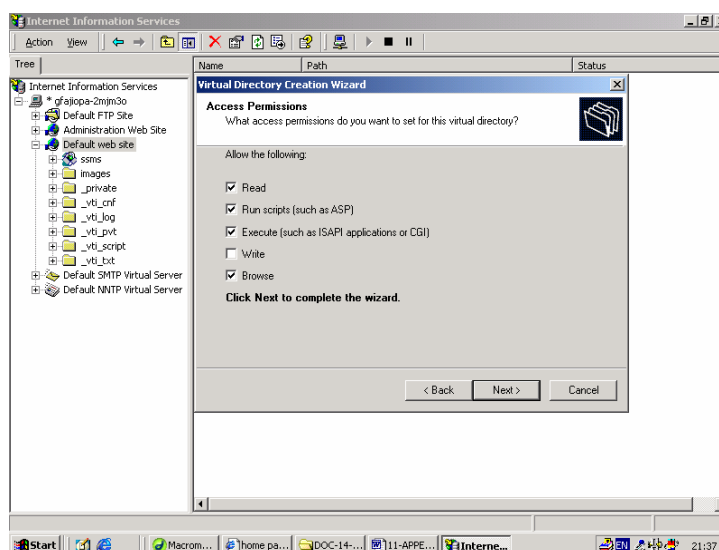 Internet Information Services
Action View
Tree
Name Path Status
Internet Information Services
* gfajiopa-2mjm3o
Default FTP Site
Administration Web Site
Default web site
ssms
images
_private
_vti_cnf
_vti_log
_vti_pvt
_vti_script
_vti_txt
Default SMTP Virtual Server
Default NNTP Virtual Server
Virtual Directory Creation Wizard
Access Permissions
What access permissions do you want to set for this virtual directory?
Allow the following:
Read
Run scripts (such as ASP)
Execute (such as ISAPI applications or CGI)
Write
Browse
Click Next to complete the wizard.
< Back Next > Cancel
Start Macrom... home pa... DOC-14-... 11-APPE... Interne... EN 21:37